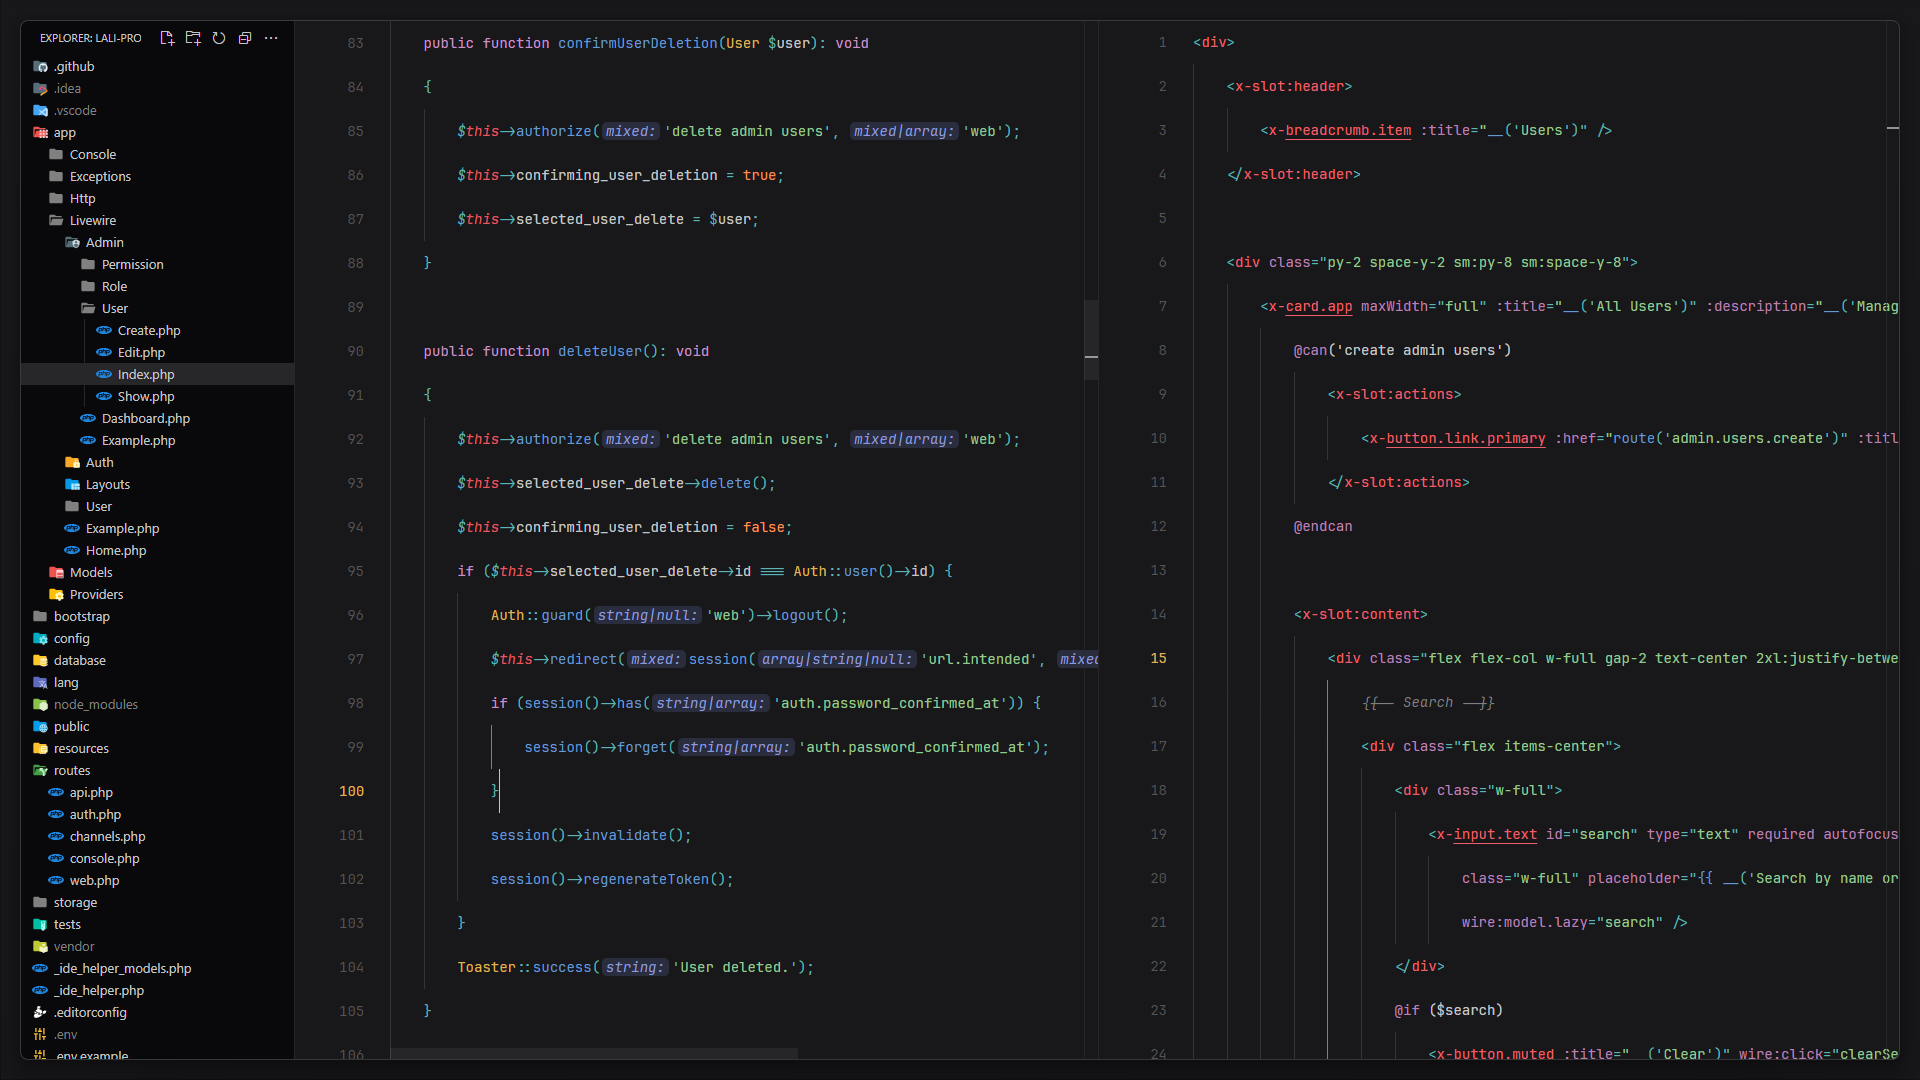 EXPLORER: LALI-PRO
.github
.idea
.vscode
app
Console
Exceptions
Http
Livewire
Admin
Permission
Role
User
Create.php
Edit.php
Index.php
Show.php
Dashboard.php
Example.php
Auth
Layouts
User
Example.php
Home.php
Models
Providers
bootstrap
config
database
lang
node_modules
public
resources
routes
api.php
auth.php
channels.php
console.php
web.php
storage
tests
vendor
_ide_helper_models.php
_ide_helper.php
.editorconfig
.env
.env.example
83 public function confirmUserDeletion(User $user): void
84 {
85 $this->authorize(mixed: 'delete admin users', mixed|array: 'web');
86 $this->confirming_user_deletion = true;
87 $this->selected_user_delete = $user;
88 }
89
90 public function deleteUser(): void
91 {
92 $this->authorize(mixed: 'delete admin users', mixed|array: 'web');
93 $this->selected_user_delete->delete();
94 $this->confirming_user_deletion = false;
95 if ($this->selected_user_delete->id === Auth::user()->id) {
96 Auth::guard(string|null: 'web')->logout();
97 $this->redirect(mixed: session(array|string|null: 'url.intended', mixed
98 if (session()->has(string|array: 'auth.password_confirmed_at')) {
99 session()->forget(string|array: 'auth.password_confirmed_at');
100 }
101 session()->invalidate();
102 session()->regenerateToken();
103 }
104 Toaster::success(string: 'User deleted.');
105 }
106
1 <div>
2 <x-slot:header>
3 <x-breadcrumb.item :title="__('Users')" />
4 </x-slot:header>
5
6 <div class="py-2 space-y-2 sm:py-8 sm:space-y-8">
7 <x-card.app maxWidth="full" :title="__('All Users')" :description="__('Manag
8 @can('create admin users')
9 <x-slot:actions>
10 <x-button.link.primary :href="route('admin.users.create')" :titl
11 </x-slot:actions>
12 @endcan
13
14 <x-slot:content>
15 <div class="flex flex-col w-full gap-2 text-center 2xl:justify-betwe
16 {{-- Search --}}
17 <div class="flex items-center">
18 <div class="w-full">
19 <x-input.text id="search" type="text" required autofocus
20 class="w-full" placeholder="{{ __('Search by name or
21 wire:model.lazy="search" />
22 </div>
23 @if ($search)
24 <x-button.muted :title="__('Clear')" wire:click="clearSe